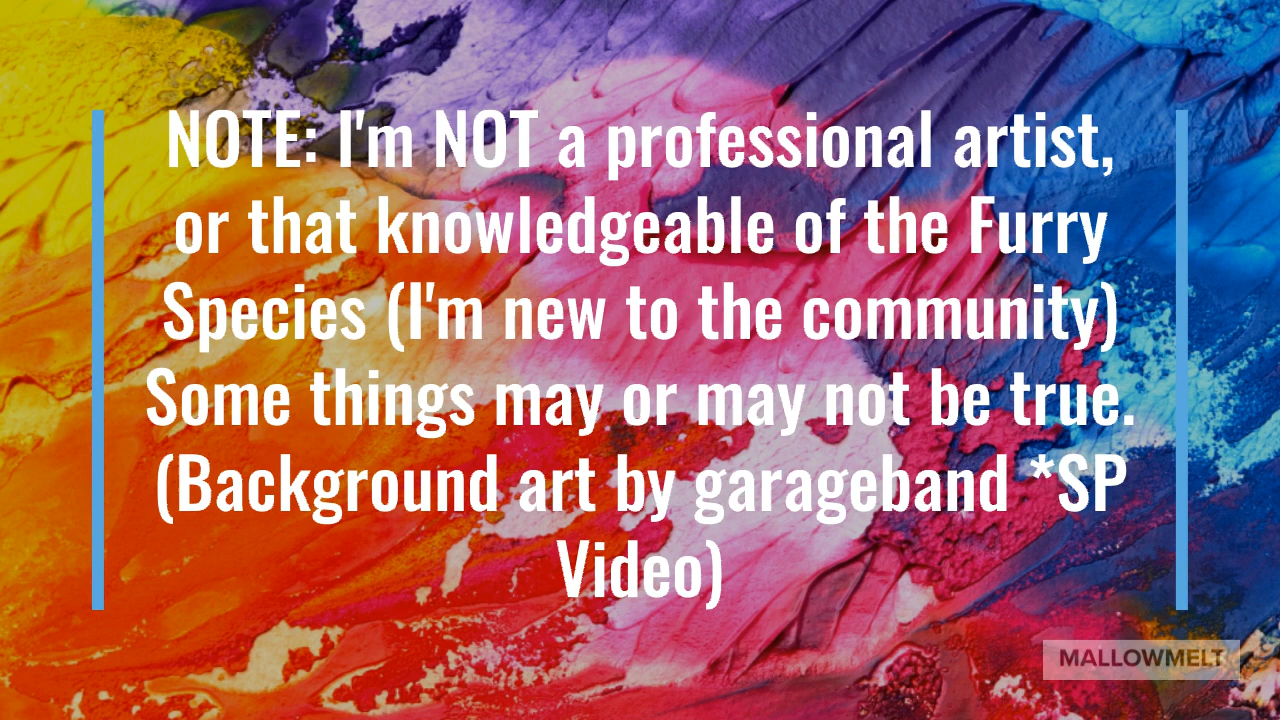 NOTE: I'm NOT a professional artist,
or that knowledgeable of the Furry
Species (I'm new to the community)
Some things may or may not be true.
(Background art by garageband *SP
Video)
MALLOWMELT